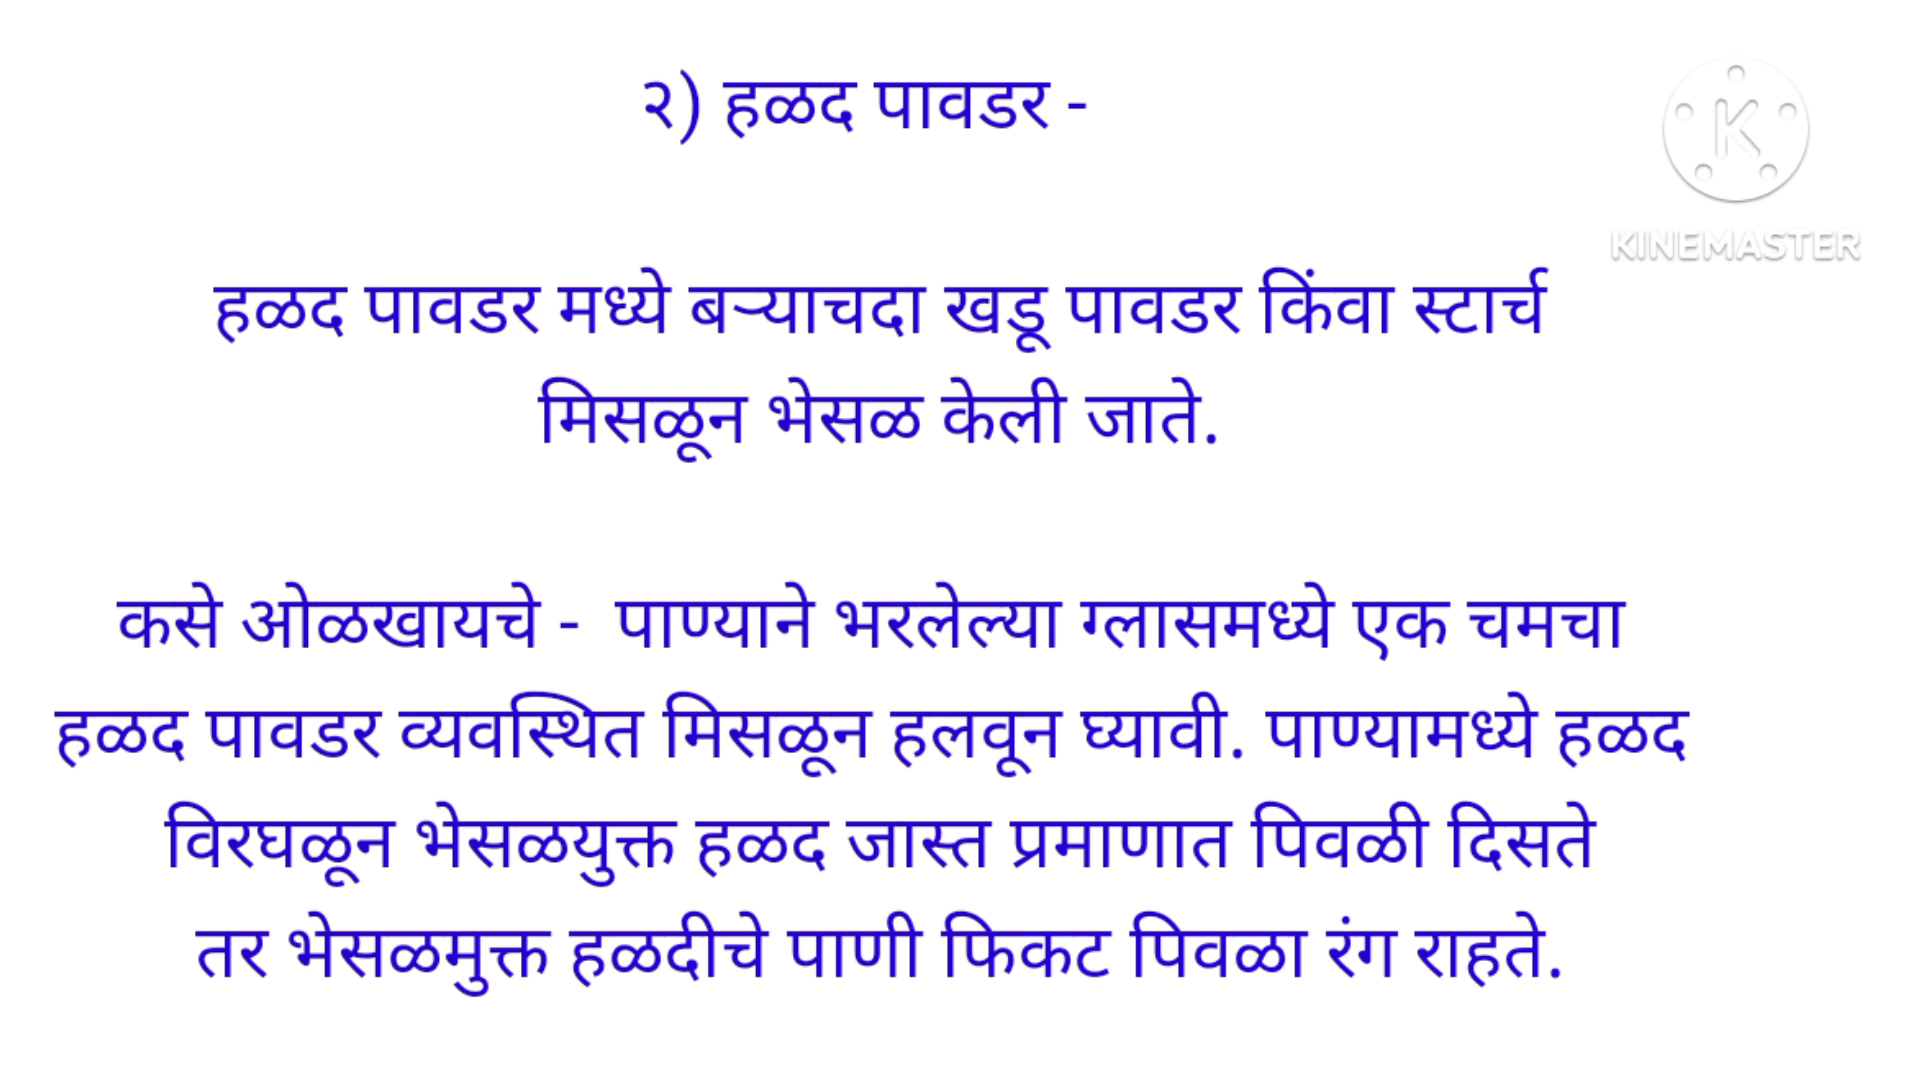 २) हळद पावडर -
KINEMASTER
हळद पावडर मध्ये बऱ्याचदा खडू पावडर किंवा स्टार्च
मिसळून भेसळ केली जाते.
कसे ओळखायचे - पाण्याने भरलेल्या ग्लासमध्ये एक चमचा
हळद पावडर व्यवस्थित मिसळून हलवून घ्यावी. पाण्यामध्ये हळद
विरघळून भेसळयुक्त हळद जास्त प्रमाणात पिवळी दिसते
तर भेसळमुक्त हळदीचे पाणी फिकट पिवळा रंग राहते.